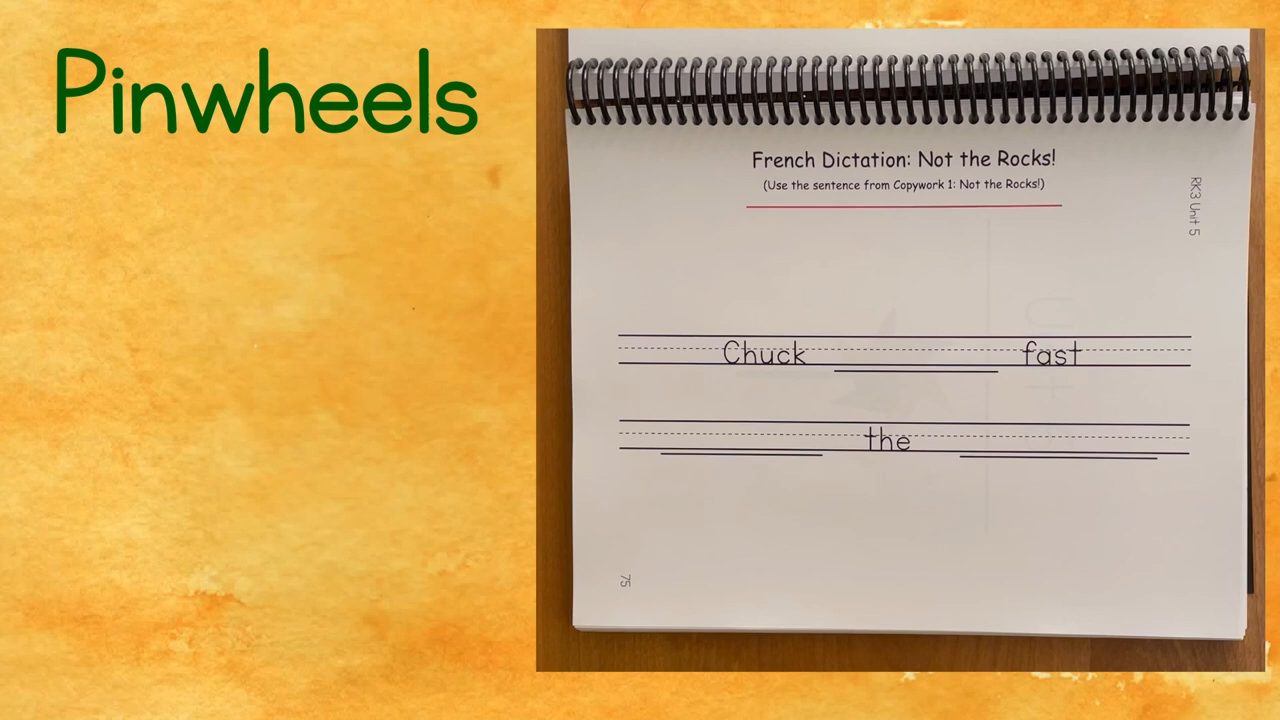 Pinwheels
French Dictation: Not the Rocks!
(Use the sentence from Copywork 1: Not the Rocks!)
RK3 Unit 5
Chuck fast
the
75